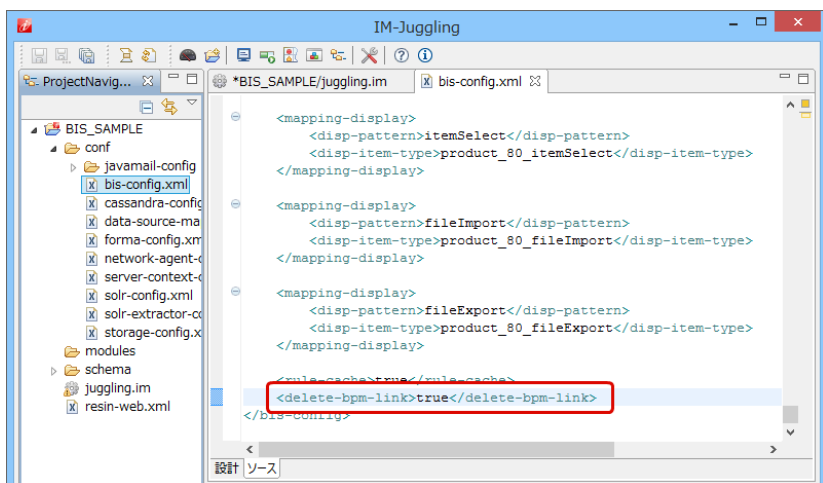 IM-Juggling
ProjectNavig...
BIS_SAMPLE
conf
javamail-config
bis-config.xml
cassandra-config
data-source-ma
forma-config.xm
network-agent-c
server-context-c
solr-config.xml
solr-extractor-co
storage-config.x
modules
schema
juggling.im
resin-web.xml
*BIS_SAMPLE/juggling.im
bis-config.xml
<mapping-display>
<disp-pattern>itemSelect</disp-pattern>
<disp-item-type>product_80_itemSelect</disp-item-type>
</mapping-display>
<mapping-display>
<disp-pattern>fileImport</disp-pattern>
<disp-item-type>product_80_fileImport</disp-item-type>
</mapping-display>
<mapping-display>
<disp-pattern>fileExport</disp-pattern>
<disp-item-type>product_80_fileExport</disp-item-type>
</mapping-display>
<rule-cache>true</rule-cache>
<delete-bpm-link>true</delete-bpm-link>
</bis-config>
設計 ソース